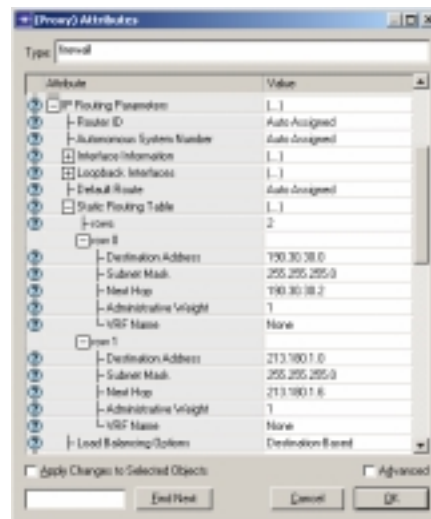 (Proxy) Attributes
Type: firewall
Attribute Value
IP Routing Parameters (...)
Router ID Auto Assigned
Autonomous System Number Auto Assigned
Interface Information (...)
Loopback Interfaces (...)
Default Route Auto Assigned
Static Routing Table (...)
rows 2
row 0
Destination Address 190.30.30.0
Subnet Mask 255.255.255.0
Next Hop 190.30.30.2
Administrative Weight 1
VRF Name None
row 1
Destination Address 213.180.1.0
Subnet Mask 255.255.255.0
Next Hop 213.180.1.6
Administrative Weight 1
VRF Name None
Load Balancing Options Destination Based
Apply Changes to Selected Objects Advanced
Find Next Cancel OK